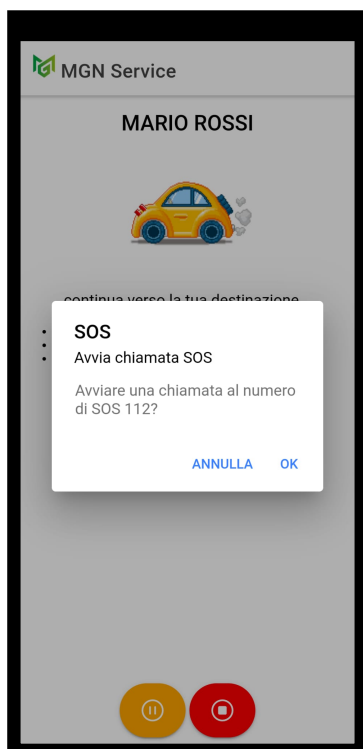 MGN Service
MARIO ROSSI
continua verso la tua destinazione
SOS
Avvia chiamata SOS
Avviare una chiamata al numero
di SOS 112?
ANNULLA OK